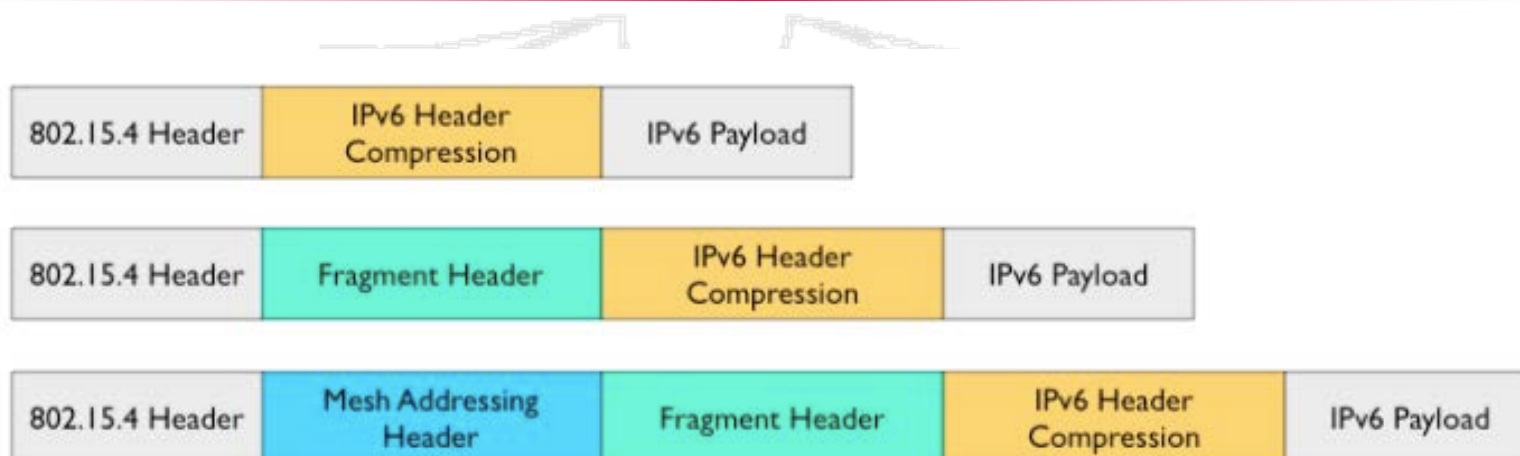 802.15.4 Header
IPv6 Header
Compression
IPv6 Payload
802.15.4 Header
Fragment Header
IPv6 Header
Compression
IPv6 Payload
802.15.4 Header
Mesh Addressing
Header
Fragment Header
IPv6 Header
Compression
IPv6 Payload